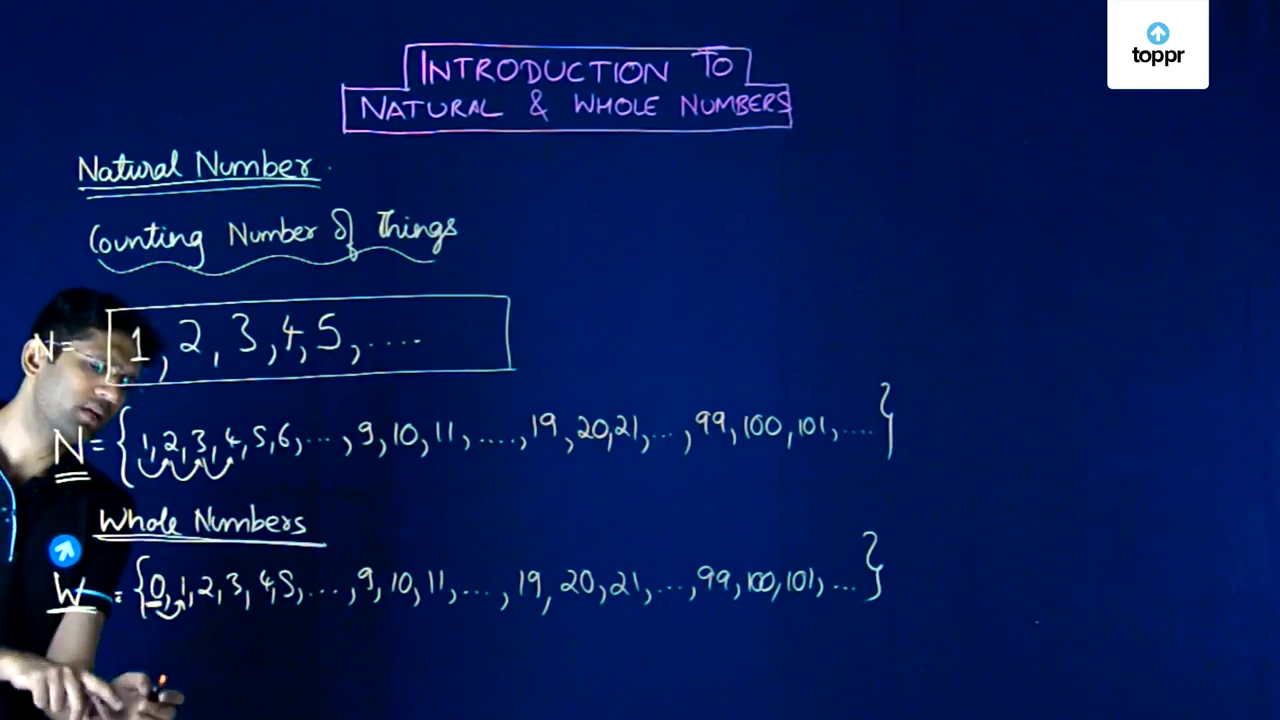 toppr
INTRODUCTION TO
NATURAL & WHOLE NUMBERS
Natural Number
Counting Number of Things
N = 1, 2, 3, 4, 5, ....
N = { 1, 2, 3, 4, 5, 6, ... , 9, 10, 11, ...., 19, 20, 21, ... , 99, 100, 101, .... }
Whole Numbers
W = { 0, 1, 2, 3, 4, 5, ... , 9, 10, 11, ... , 19, 20, 21, ... , 99, 100, 101, ... }